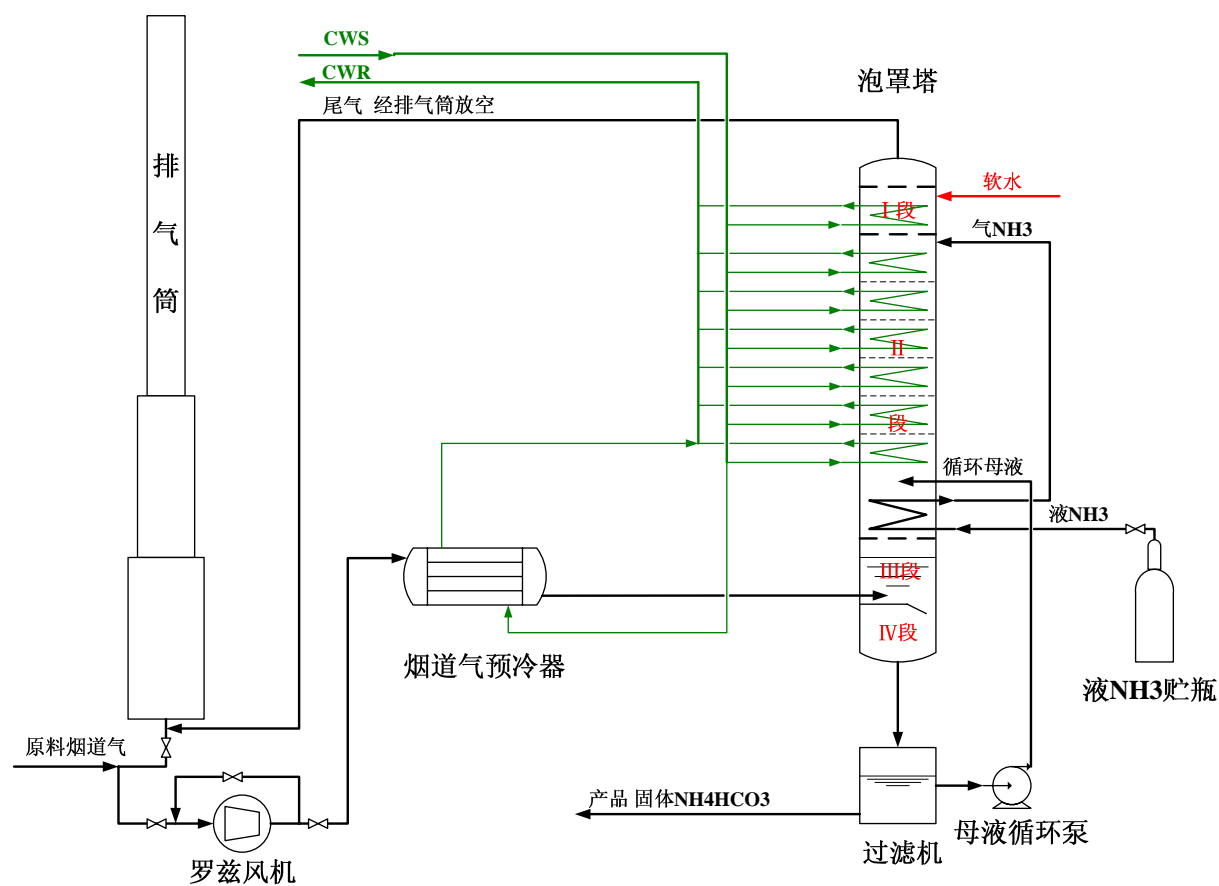 CWS
CWR
尾气 经排气筒放空
泡罩塔
排
气
筒
软水
I 段
气NH3
II
段
循环母液
液NH3
III段
IV段
烟道气预冷器
液NH3贮瓶
原料烟道气
产品 固体NH4HCO3
罗兹风机
过滤机
母液循环泵